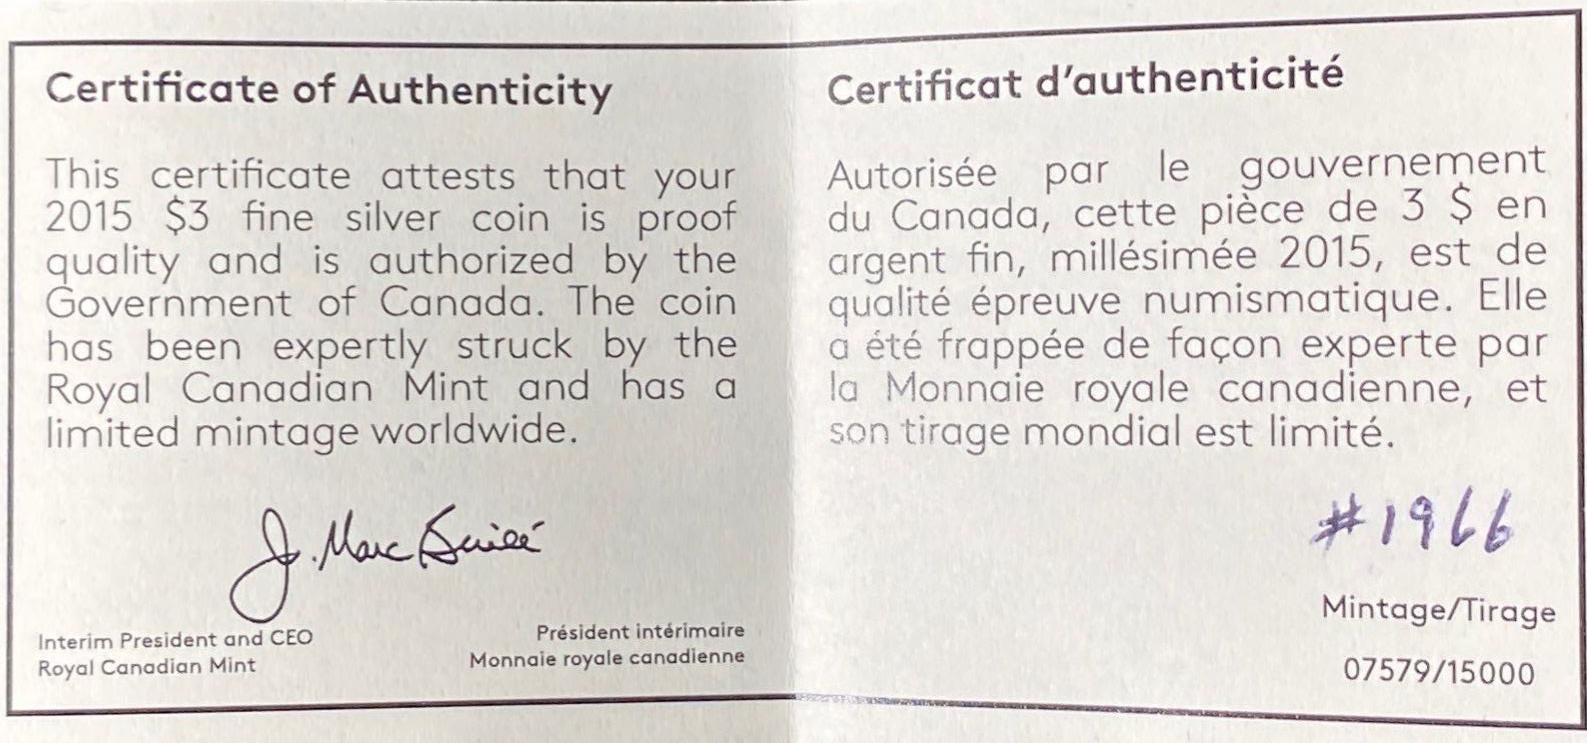 Certificate of Authenticity
This certificate attests that your
2015 $3 fine silver coin is proof
quality and is authorized by the
Government of Canada. The coin
has been expertly struck by the
Royal Canadian Mint and has a
limited mintage worldwide.
J. Marc Brûlé
Interim President and CEO
Royal Canadian Mint
Président intérimaire
Monnaie royale canadienne
Certificat d'authenticité
Autorisée par le gouvernement
du Canada, cette pièce de 3 $ en
argent fin, millésimée 2015, est de
qualité épreuve numismatique. Elle
a été frappée de façon experte par
la Monnaie royale canadienne, et
son tirage mondial est limité.
#1966
Mintage/Tirage
07579/15000